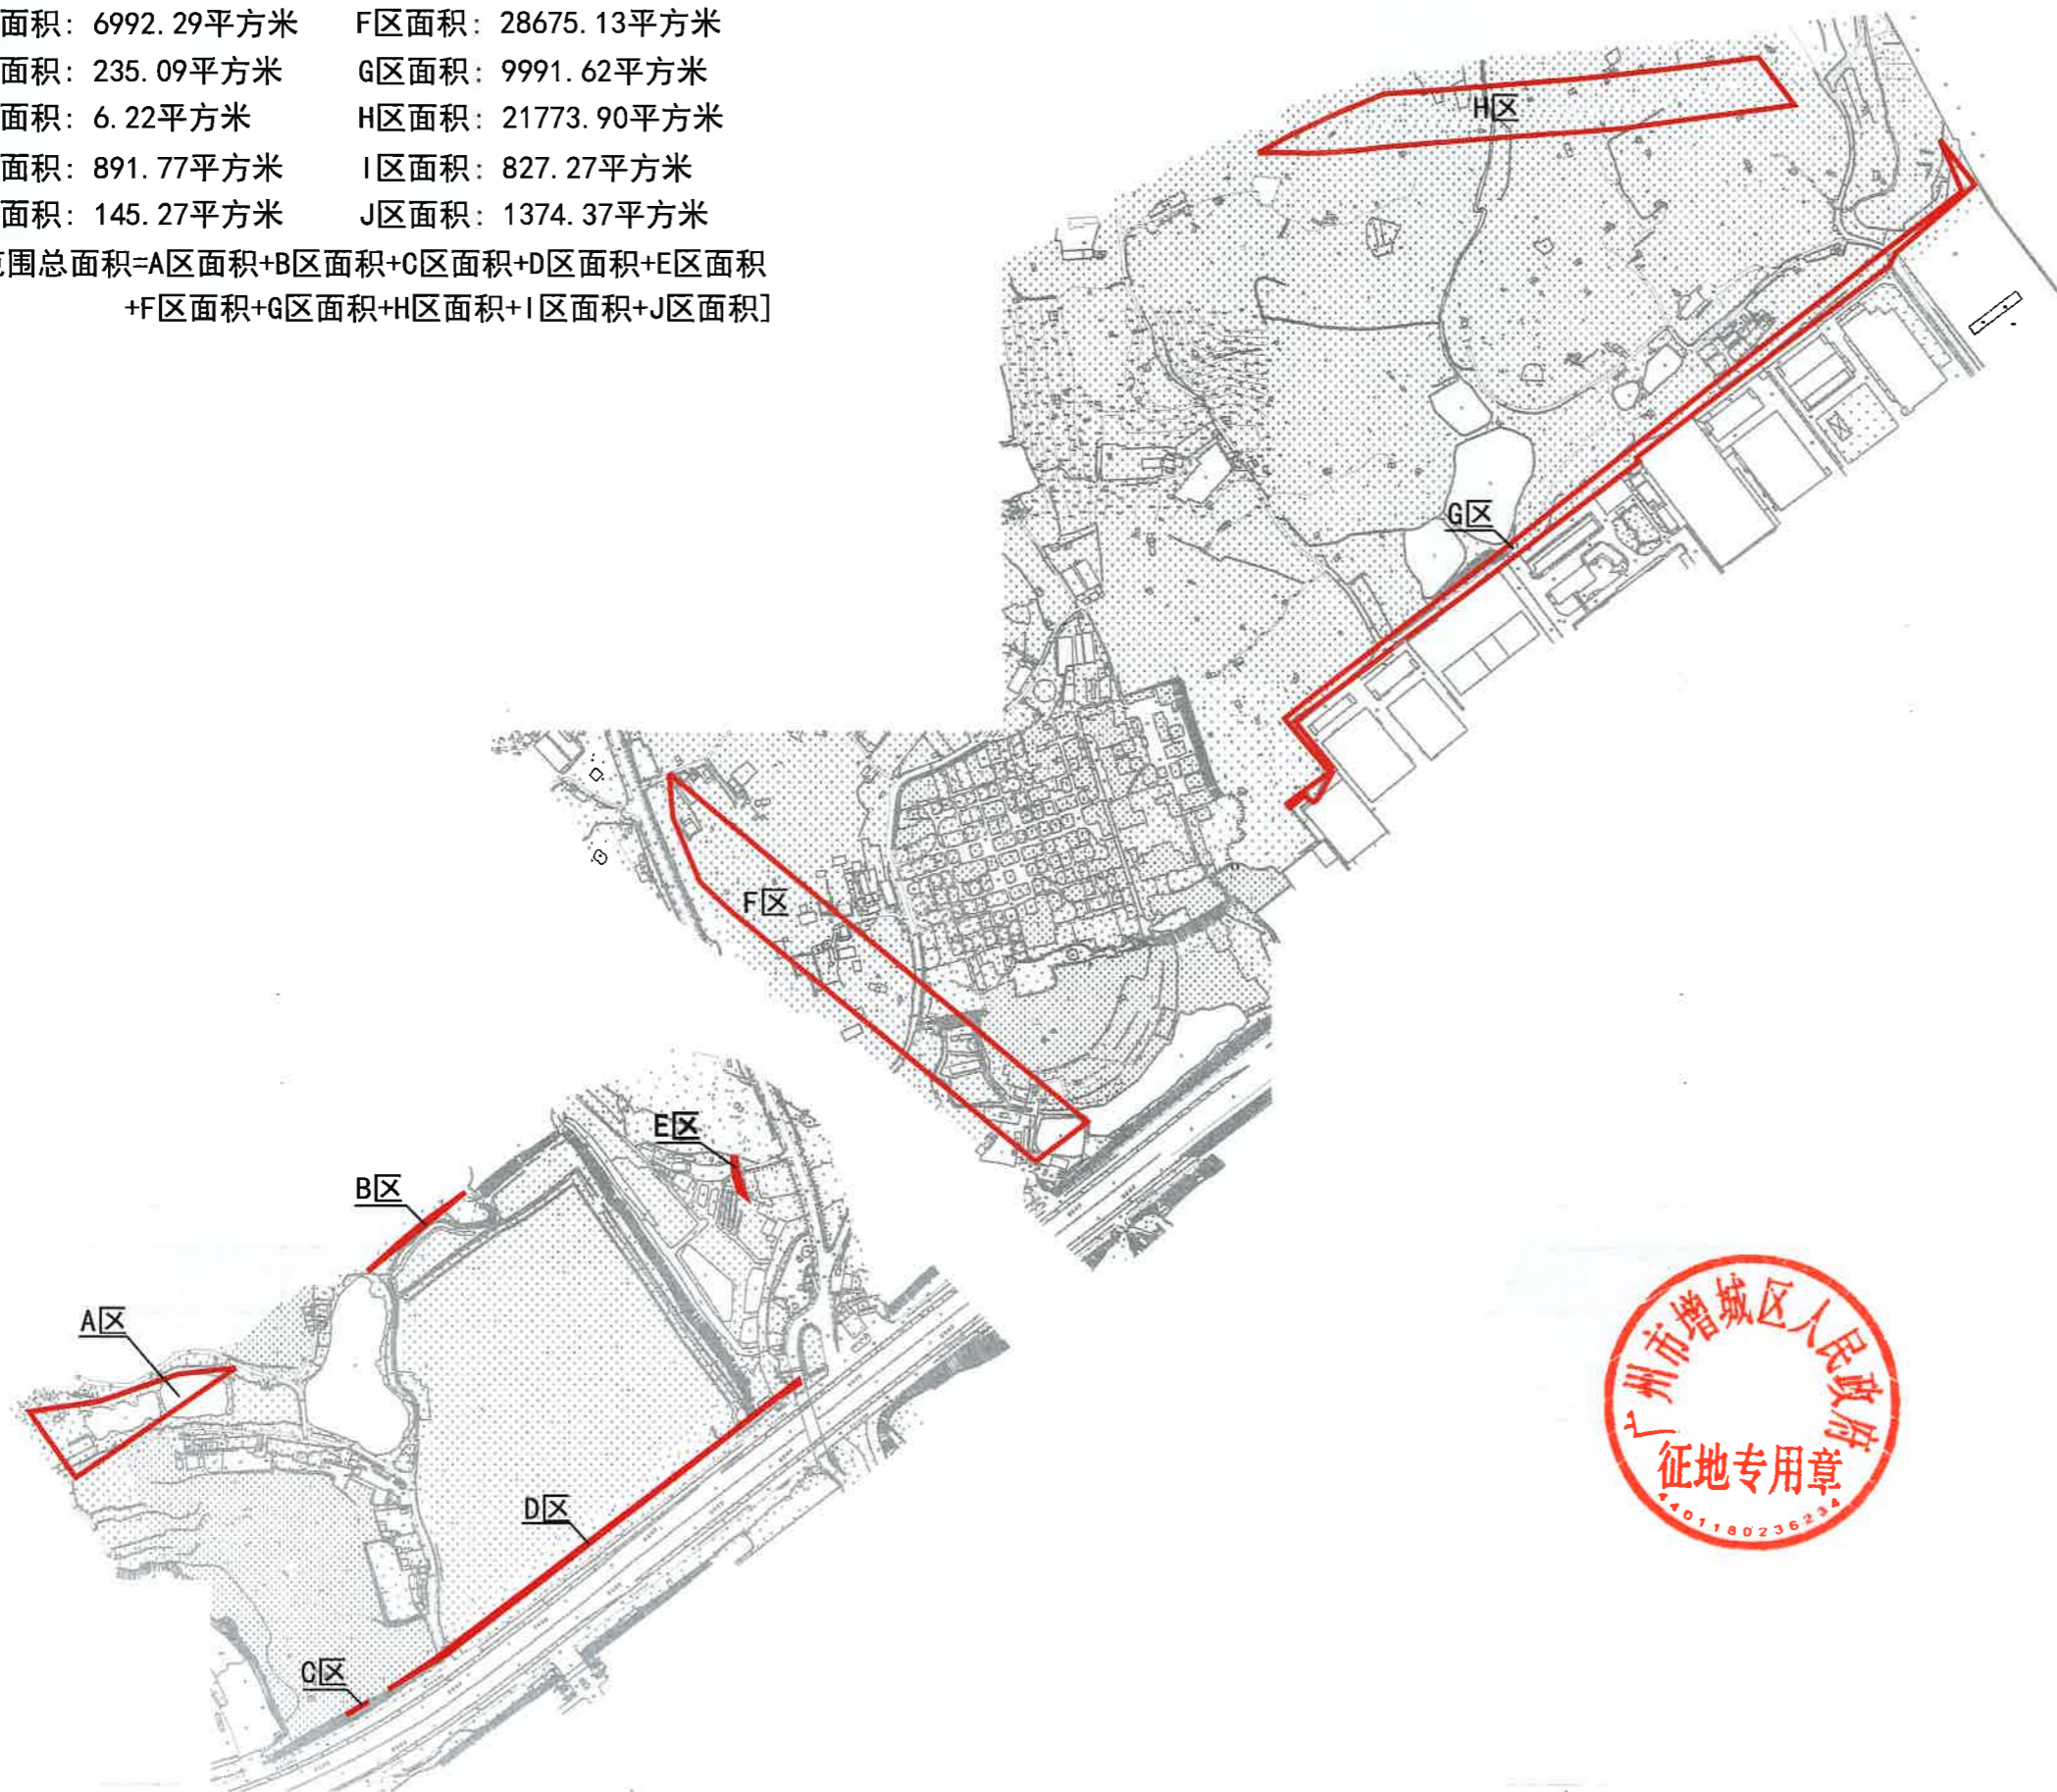 面积：6992.29平方米 F区面积：28675.13平方米
面积：235.09平方米 G区面积：9991.62平方米
面积：6.22平方米 H区面积：21773.90平方米
面积：891.77平方米 I区面积：827.27平方米
面积：145.27平方米 J区面积：1374.37平方米
围总面积=A区面积+B区面积+C区面积+D区面积+E区面积
+F区面积+G区面积+H区面积+I区面积+J区面积]
H区
G区
F区
E区
B区
A区
D区
C区
广州市增城区人民政府
征地专用章
4401180236234